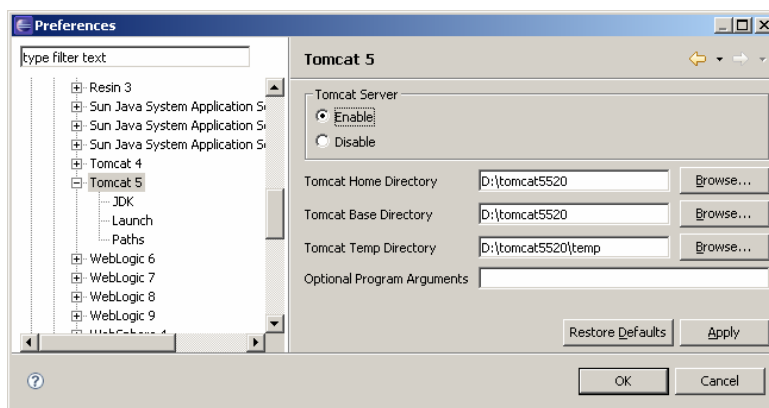 Preferences
type filter text
Resin 3
Sun Java System Application S
Sun Java System Application S
Sun Java System Application S
Tomcat 4
Tomcat 5
JDK
Launch
Paths
WebLogic 6
WebLogic 7
WebLogic 8
WebLogic 9
Tomcat 5
Tomcat Server
Enable
Disable
Tomcat Home Directory D:\tomcat5520 Browse...
Tomcat Base Directory D:\tomcat5520 Browse...
Tomcat Temp Directory D:\tomcat5520\temp Browse...
Optional Program Arguments
Restore Defaults Apply
OK Cancel